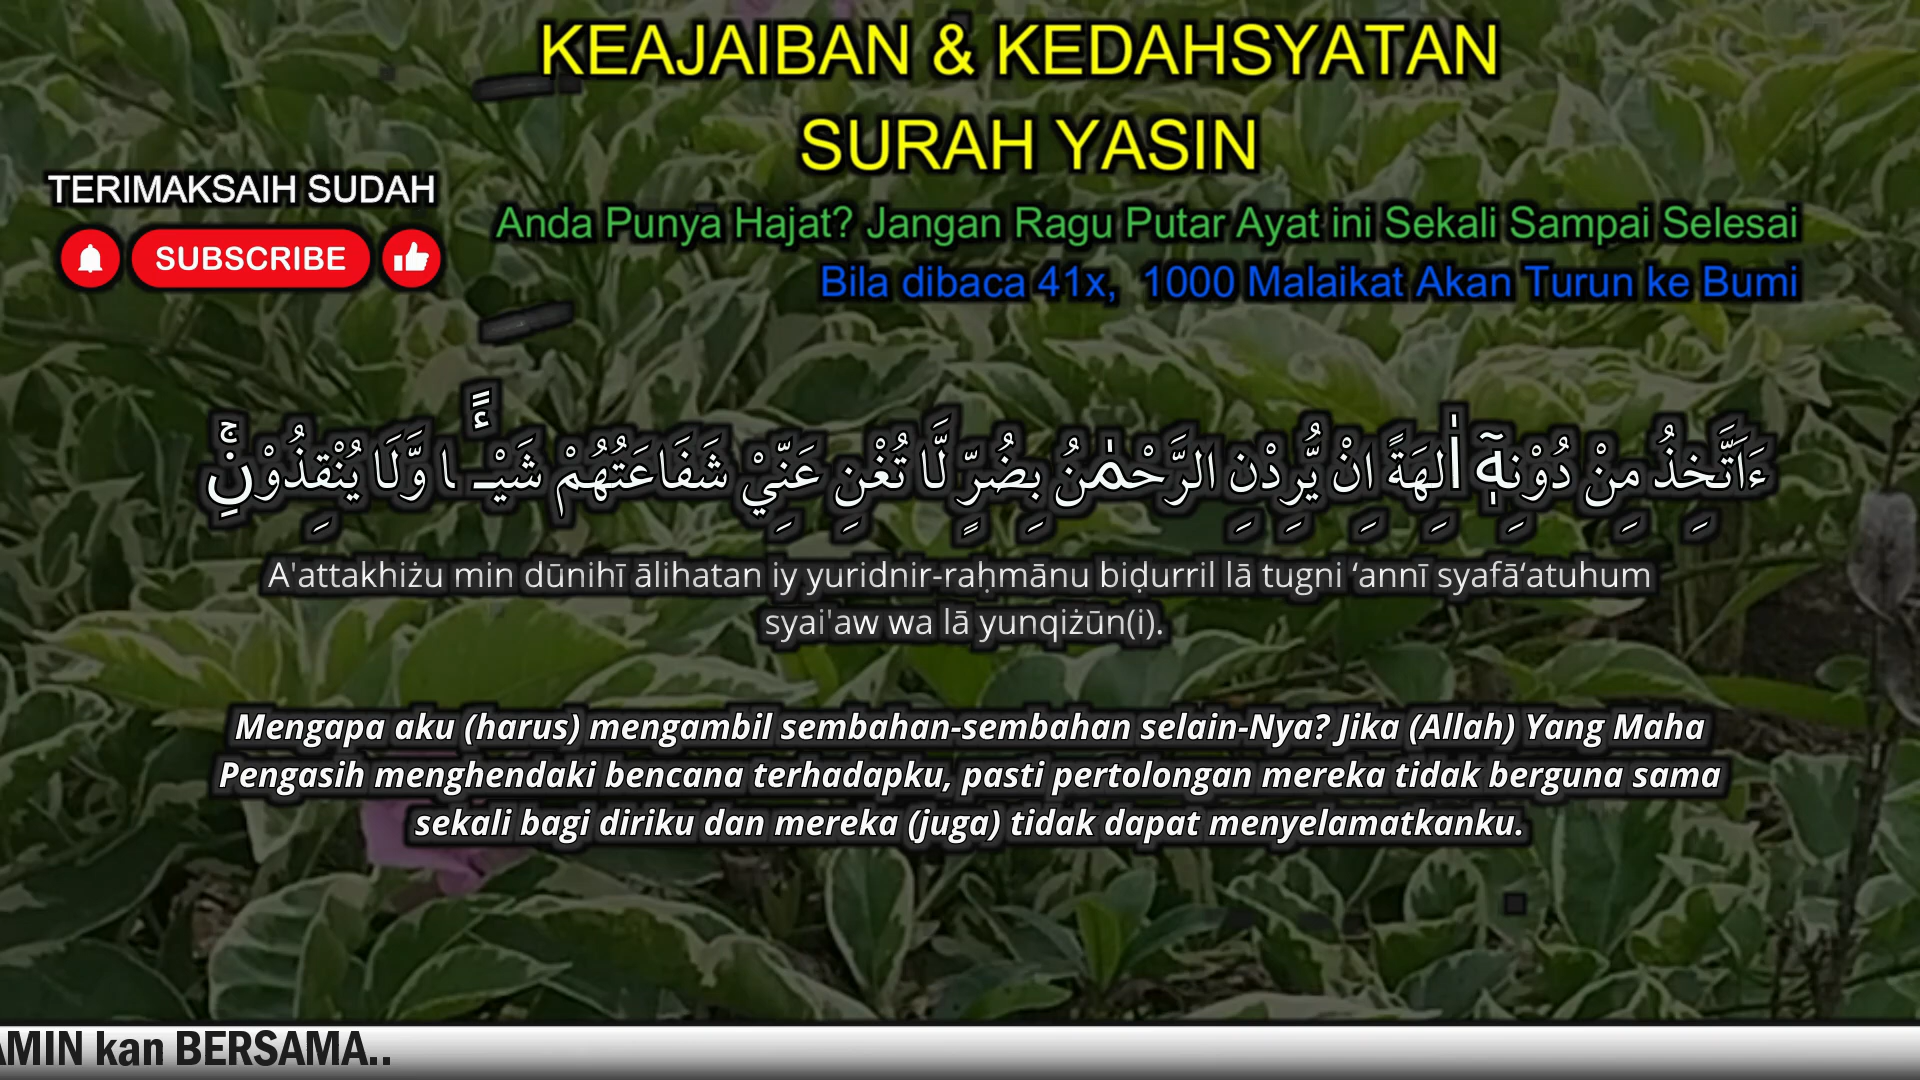 KEAJAIBAN & KEDAHSYATAN
SURAH YASIN
TERIMAKSAIH SUDAH
SUBSCRIBE
Anda Punya Hajat? Jangan Ragu Putar Ayat ini Sekali Sampai Selesai
Bila dibaca 41x, 1000 Malaikat Akan Turun ke Bumi
ءَاَتَّخِذُ مِنْ دُوْنِهٖٓ اٰلِهَةً اِنْ يُّرِدْنِ الرَّحْمٰنُ بِضُرٍّ لَّا تُغْنِ عَنِّيْ شَفَاعَتُهُمْ شَيْـًٔا وَّلَا يُنْقِذُوْنِۚ
A'attakhiżu min dūnihī ālihatan iy yuridnir-raḥmānu biḍurril lā tugni ‘annī syafā‘atuhum
syai'aw wa lā yunqiżūn(i).
Mengapa aku (harus) mengambil sembahan-sembahan selain-Nya? Jika (Allah) Yang Maha
Pengasih menghendaki bencana terhadapku, pasti pertolongan mereka tidak berguna sama
sekali bagi diriku dan mereka (juga) tidak dapat menyelamatkanku.
AMIN kan BERSAMA..